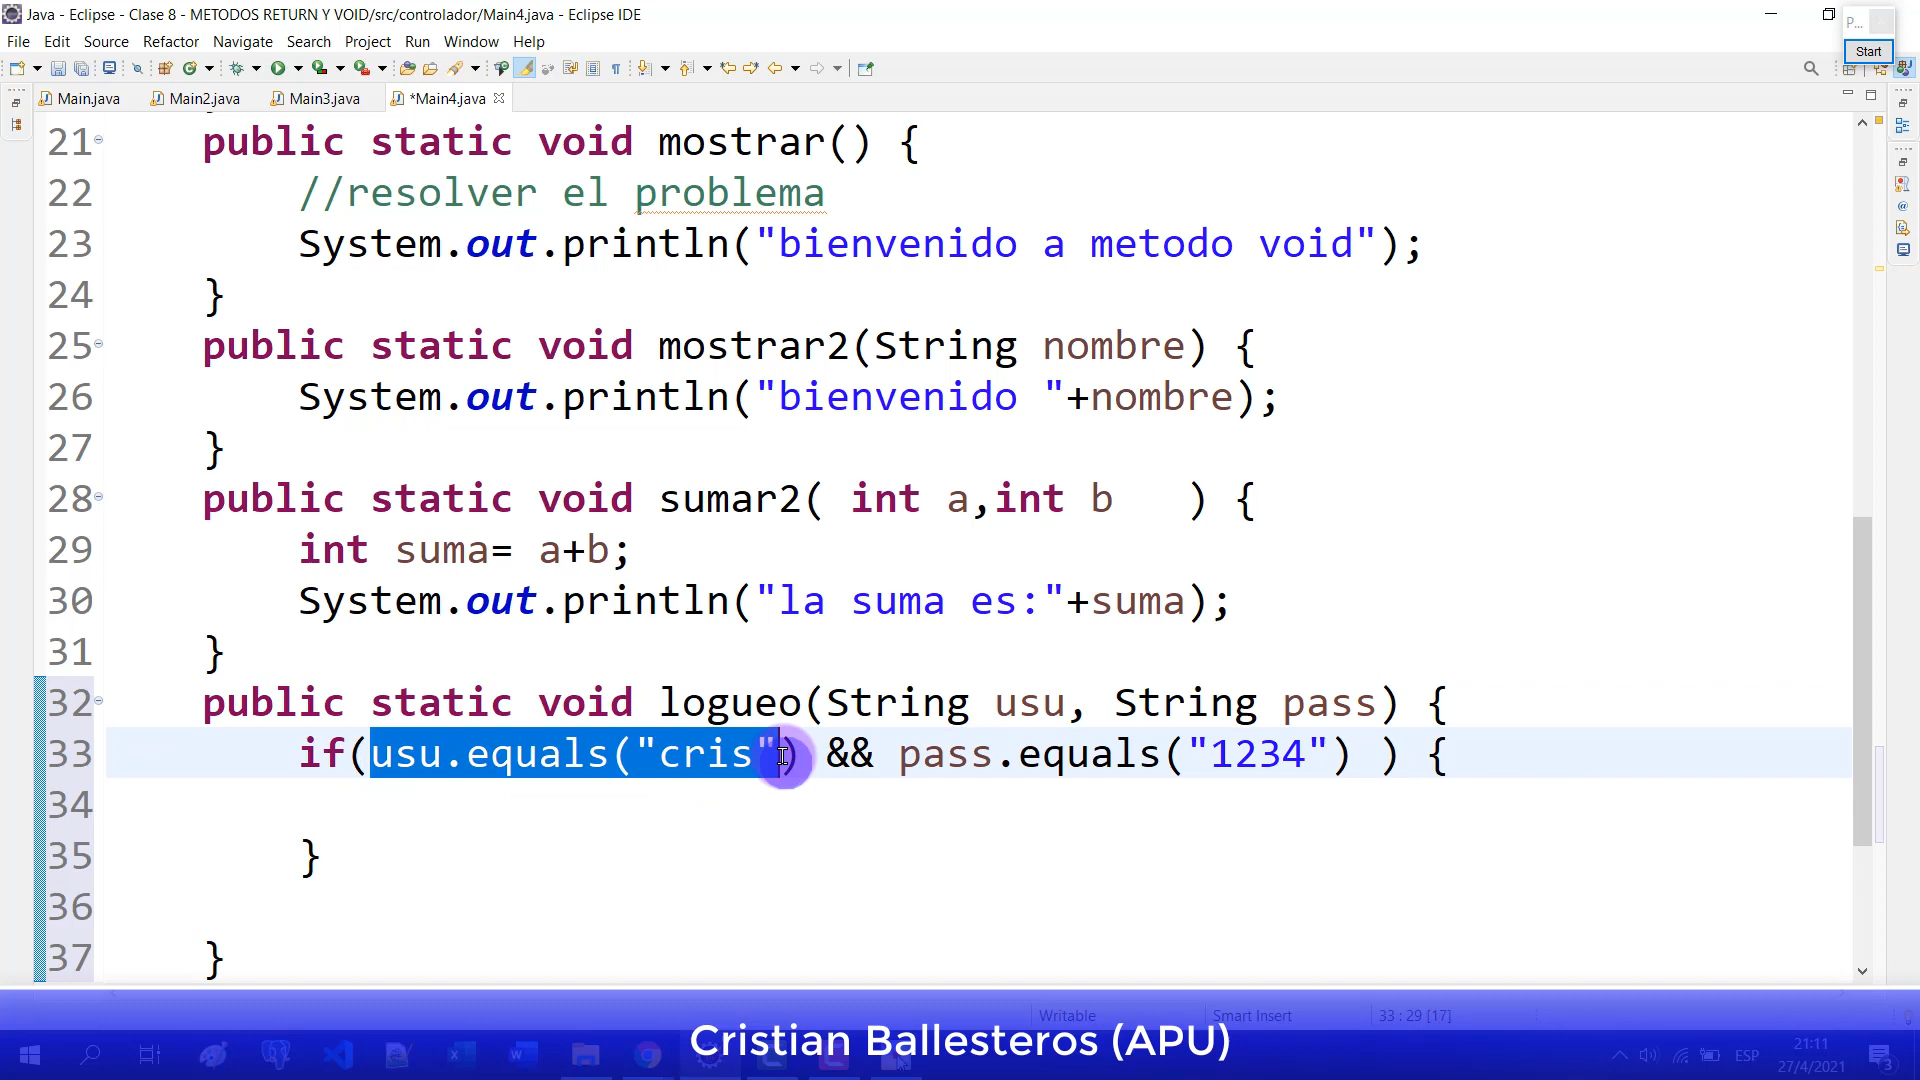 Java - Eclipse - Clase 8 - METODOS RETURN Y VOID/src/controlador/Main4.java - Eclipse IDE
P...
File Edit Source Refactor Navigate Search Project Run Window Help
Start
Main.java Main2.java Main3.java *Main4.java
21 public static void mostrar() {
22 //resolver el problema
23 System.out.println("bienvenido a metodo void");
24 }
25 public static void mostrar2(String nombre) {
26 System.out.println("bienvenido "+nombre);
27 }
28 public static void sumar2( int a,int b ) {
29 int suma= a+b;
30 System.out.println("la suma es:"+suma);
31 }
32 public static void logueo(String usu, String pass) {
33 if(usu.equals("cris") && pass.equals("1234") ) {
34
35 }
36
37 }
Writable Smart Insert 33 : 29 [17]
Cristian Ballesteros (APU)
ESP
21:11
27/4/2021
3